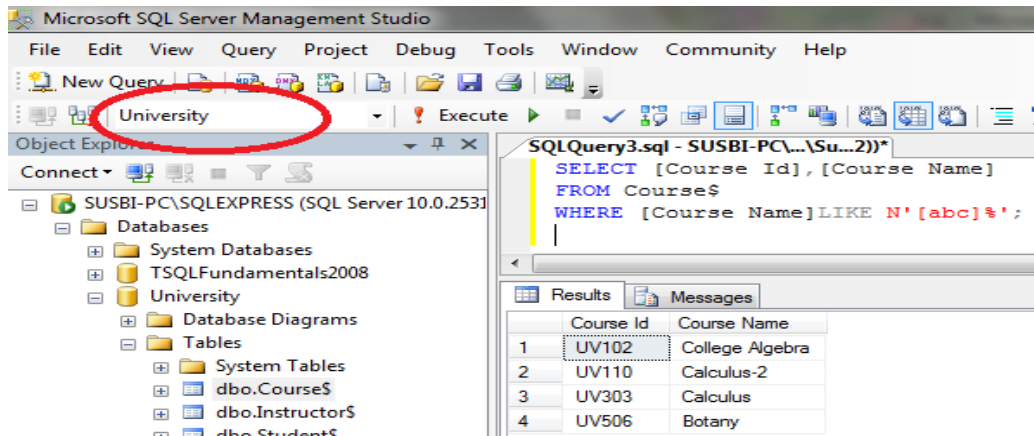 Microsoft SQL Server Management Studio
File Edit View Query Project Debug Tools Window Community Help
New Query
University
Execute
Object Explorer
Connect
SUSBI-PC\SQLEXPRESS (SQL Server 10.0.2531
Databases
System Databases
TSQLFundamentals2008
University
Database Diagrams
Tables
System Tables
dbo.Course$
dbo.Instructor$
dbo.Student$
SQLQuery3.sql - SUSBI-PC\...\Su...2))*
SELECT [Course Id],[Course Name]
FROM Course$
WHERE [Course Name]LIKE N'[abc]%';
Results Messages
Course Id Course Name
1 UV102 College Algebra
2 UV110 Calculus-2
3 UV303 Calculus
4 UV506 Botany